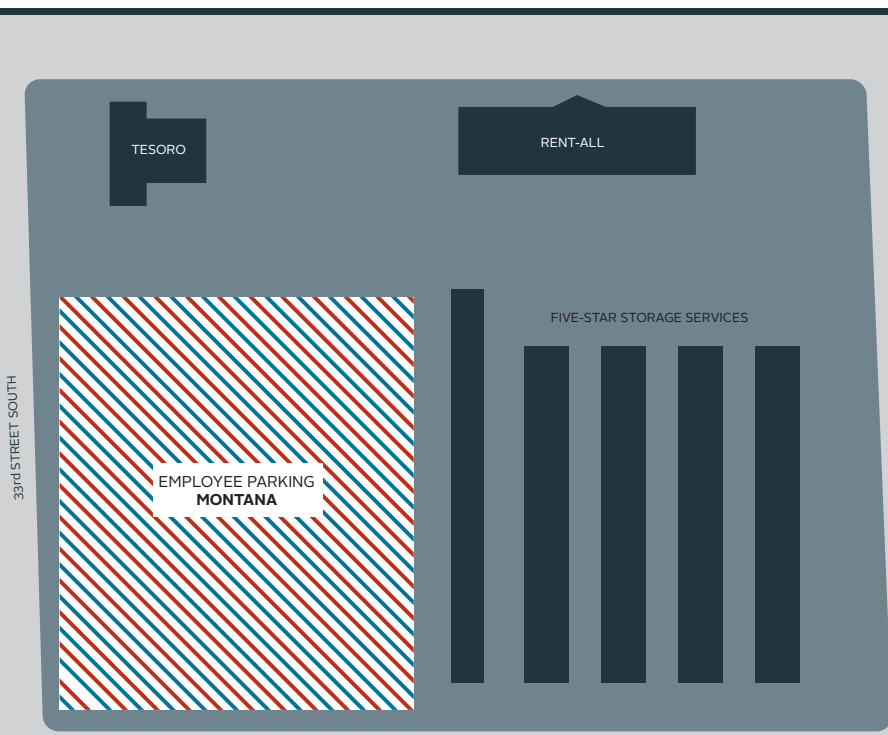 TESORO
RENT-ALL
FIVE-STAR STORAGE SERVICES
33rd STREET SOUTH
EMPLOYEE PARKING
MONTANA